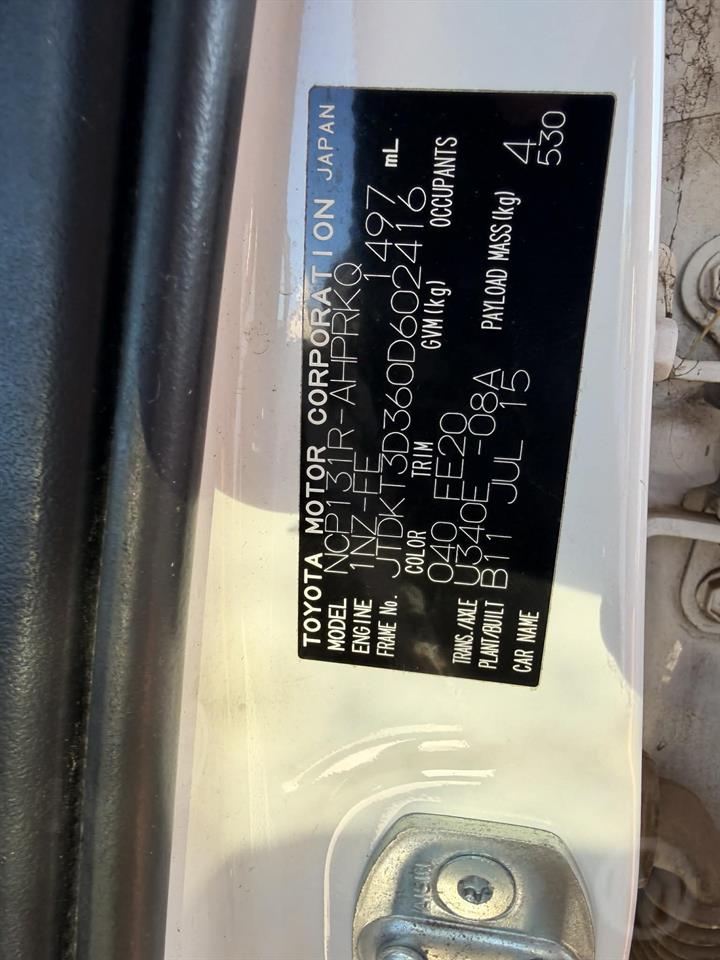 TOYOTA MOTOR CORPORATION JAPAN
MODEL NCP131R-AHPRKQ
ENGINE 1NZ-FE 1497 mL
FRAME No. JTDKT3D360D602416
COLOR TRIM GVM(kg) OCCUPANTS
040 FE20 4
TRANS./AXLE U340E -08A PAYLOAD MASS(kg) 530
PLANT/BUILT B11 JUL 15
CAR NAME
AISIN